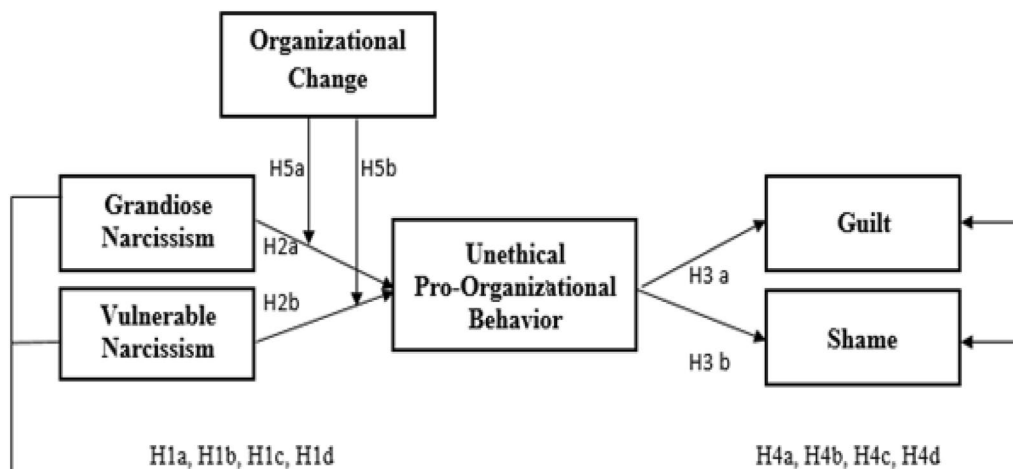 Organizational
Change
H5a
H5b
Grandiose
Narcissism
H2a
Vulnerable
Narcissism
H2b
Unethical
Pro-Organizational
Behavior
Guilt
H3 a
Shame
H3 b
H1a, H1b, H1c, H1d
H4a, H4b, H4c, H4d